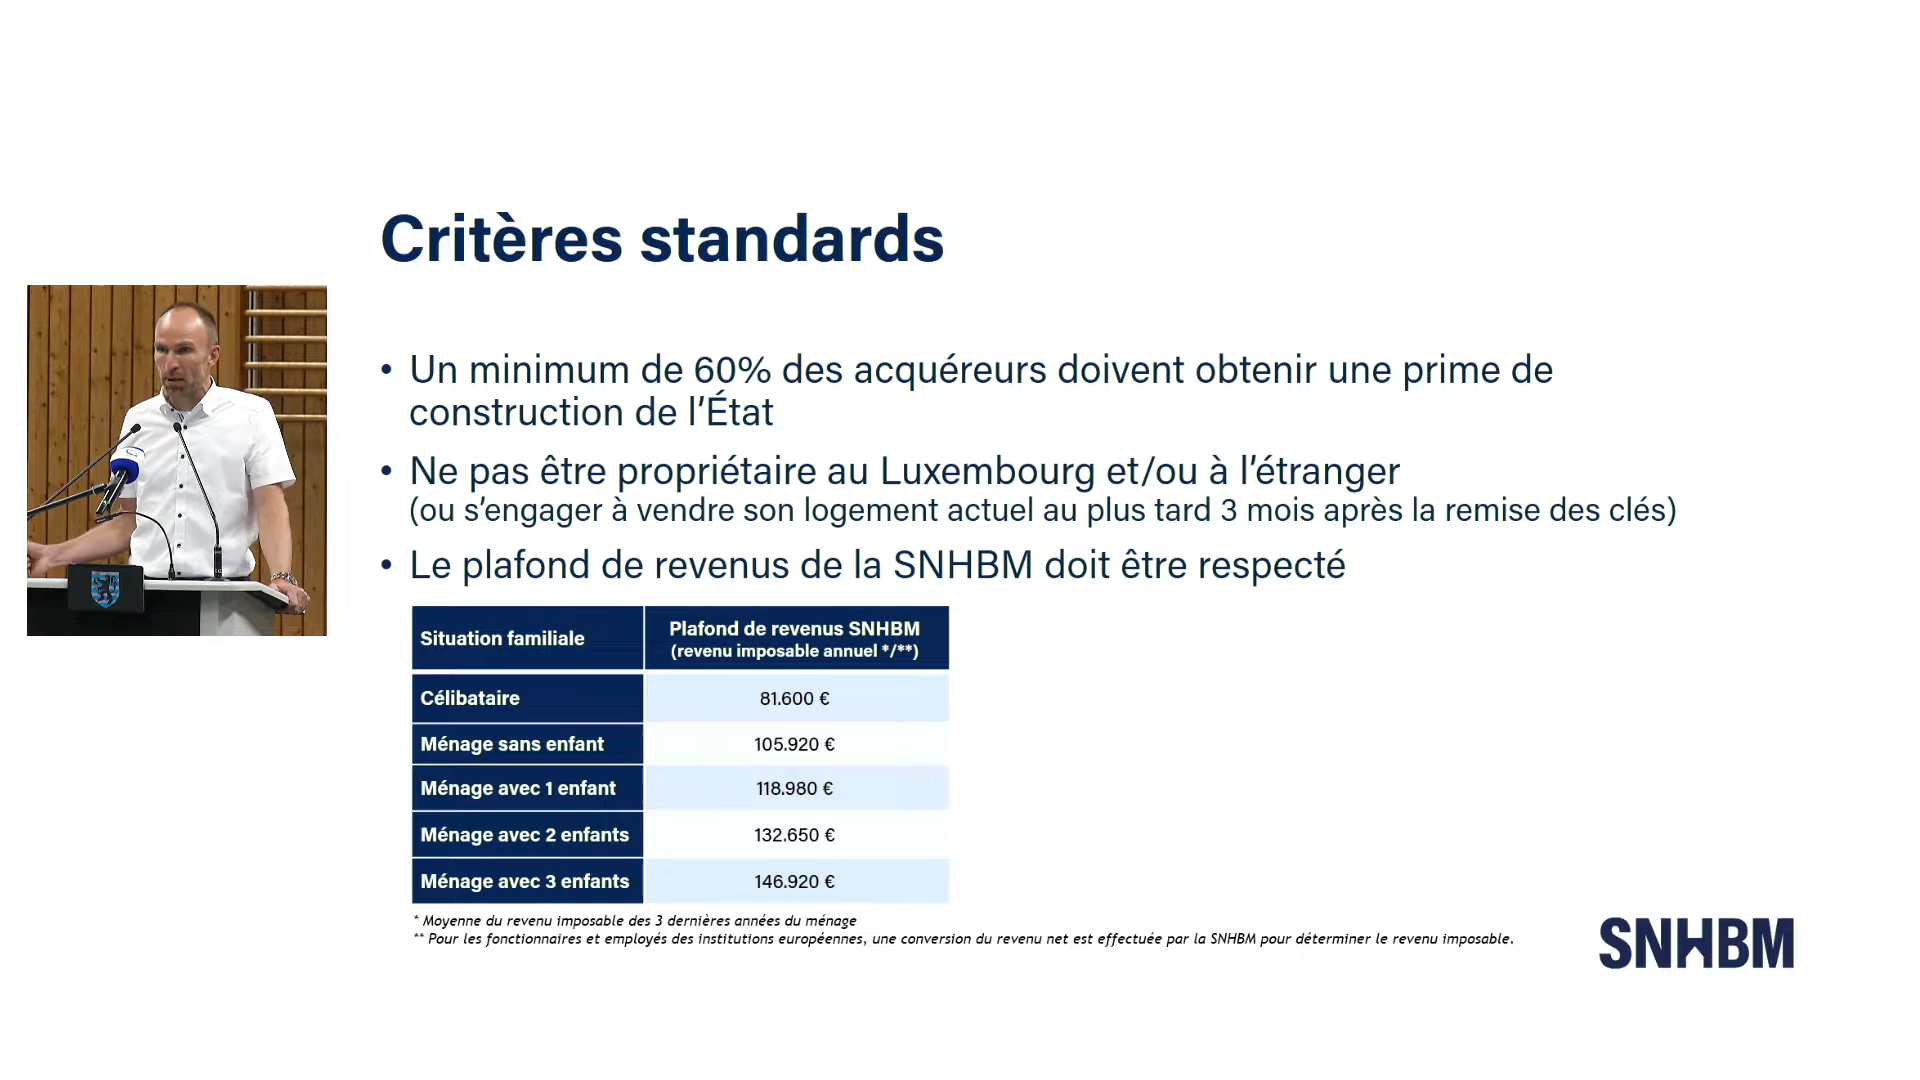 Critères standards
• Un minimum de 60% des acquéreurs doivent obtenir une prime de
construction de l’État
• Ne pas être propriétaire au Luxembourg et/ou à l’étranger
(ou s’engager à vendre son logement actuel au plus tard 3 mois après la remise des clés)
• Le plafond de revenus de la SNHBM doit être respecté
Situation familiale
Plafond de revenus SNHBM
(revenu imposable annuel */**)
Célibataire 81.600 €
Ménage sans enfant 105.920 €
Ménage avec 1 enfant 118.980 €
Ménage avec 2 enfants 132.650 €
Ménage avec 3 enfants 146.920 €
* Moyenne du revenu imposable des 3 dernières années du ménage
** Pour les fonctionnaires et employés des institutions européennes, une conversion du revenu net est effectuée par la SNHBM pour déterminer le revenu imposable.
SNHBM